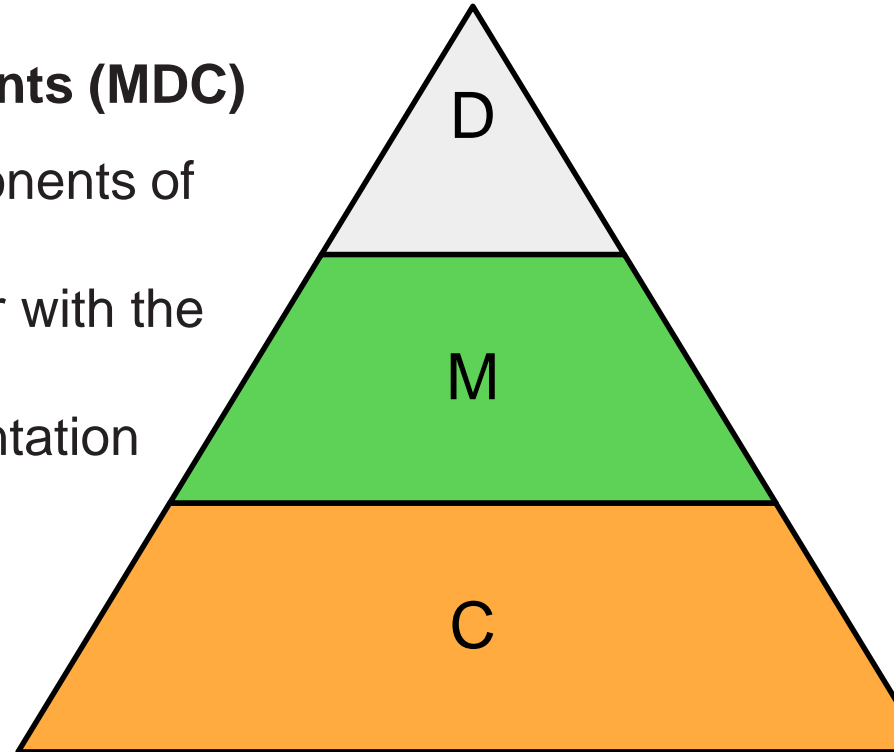 nts (MDC)
onents of
r with the
ntation
D
M
C